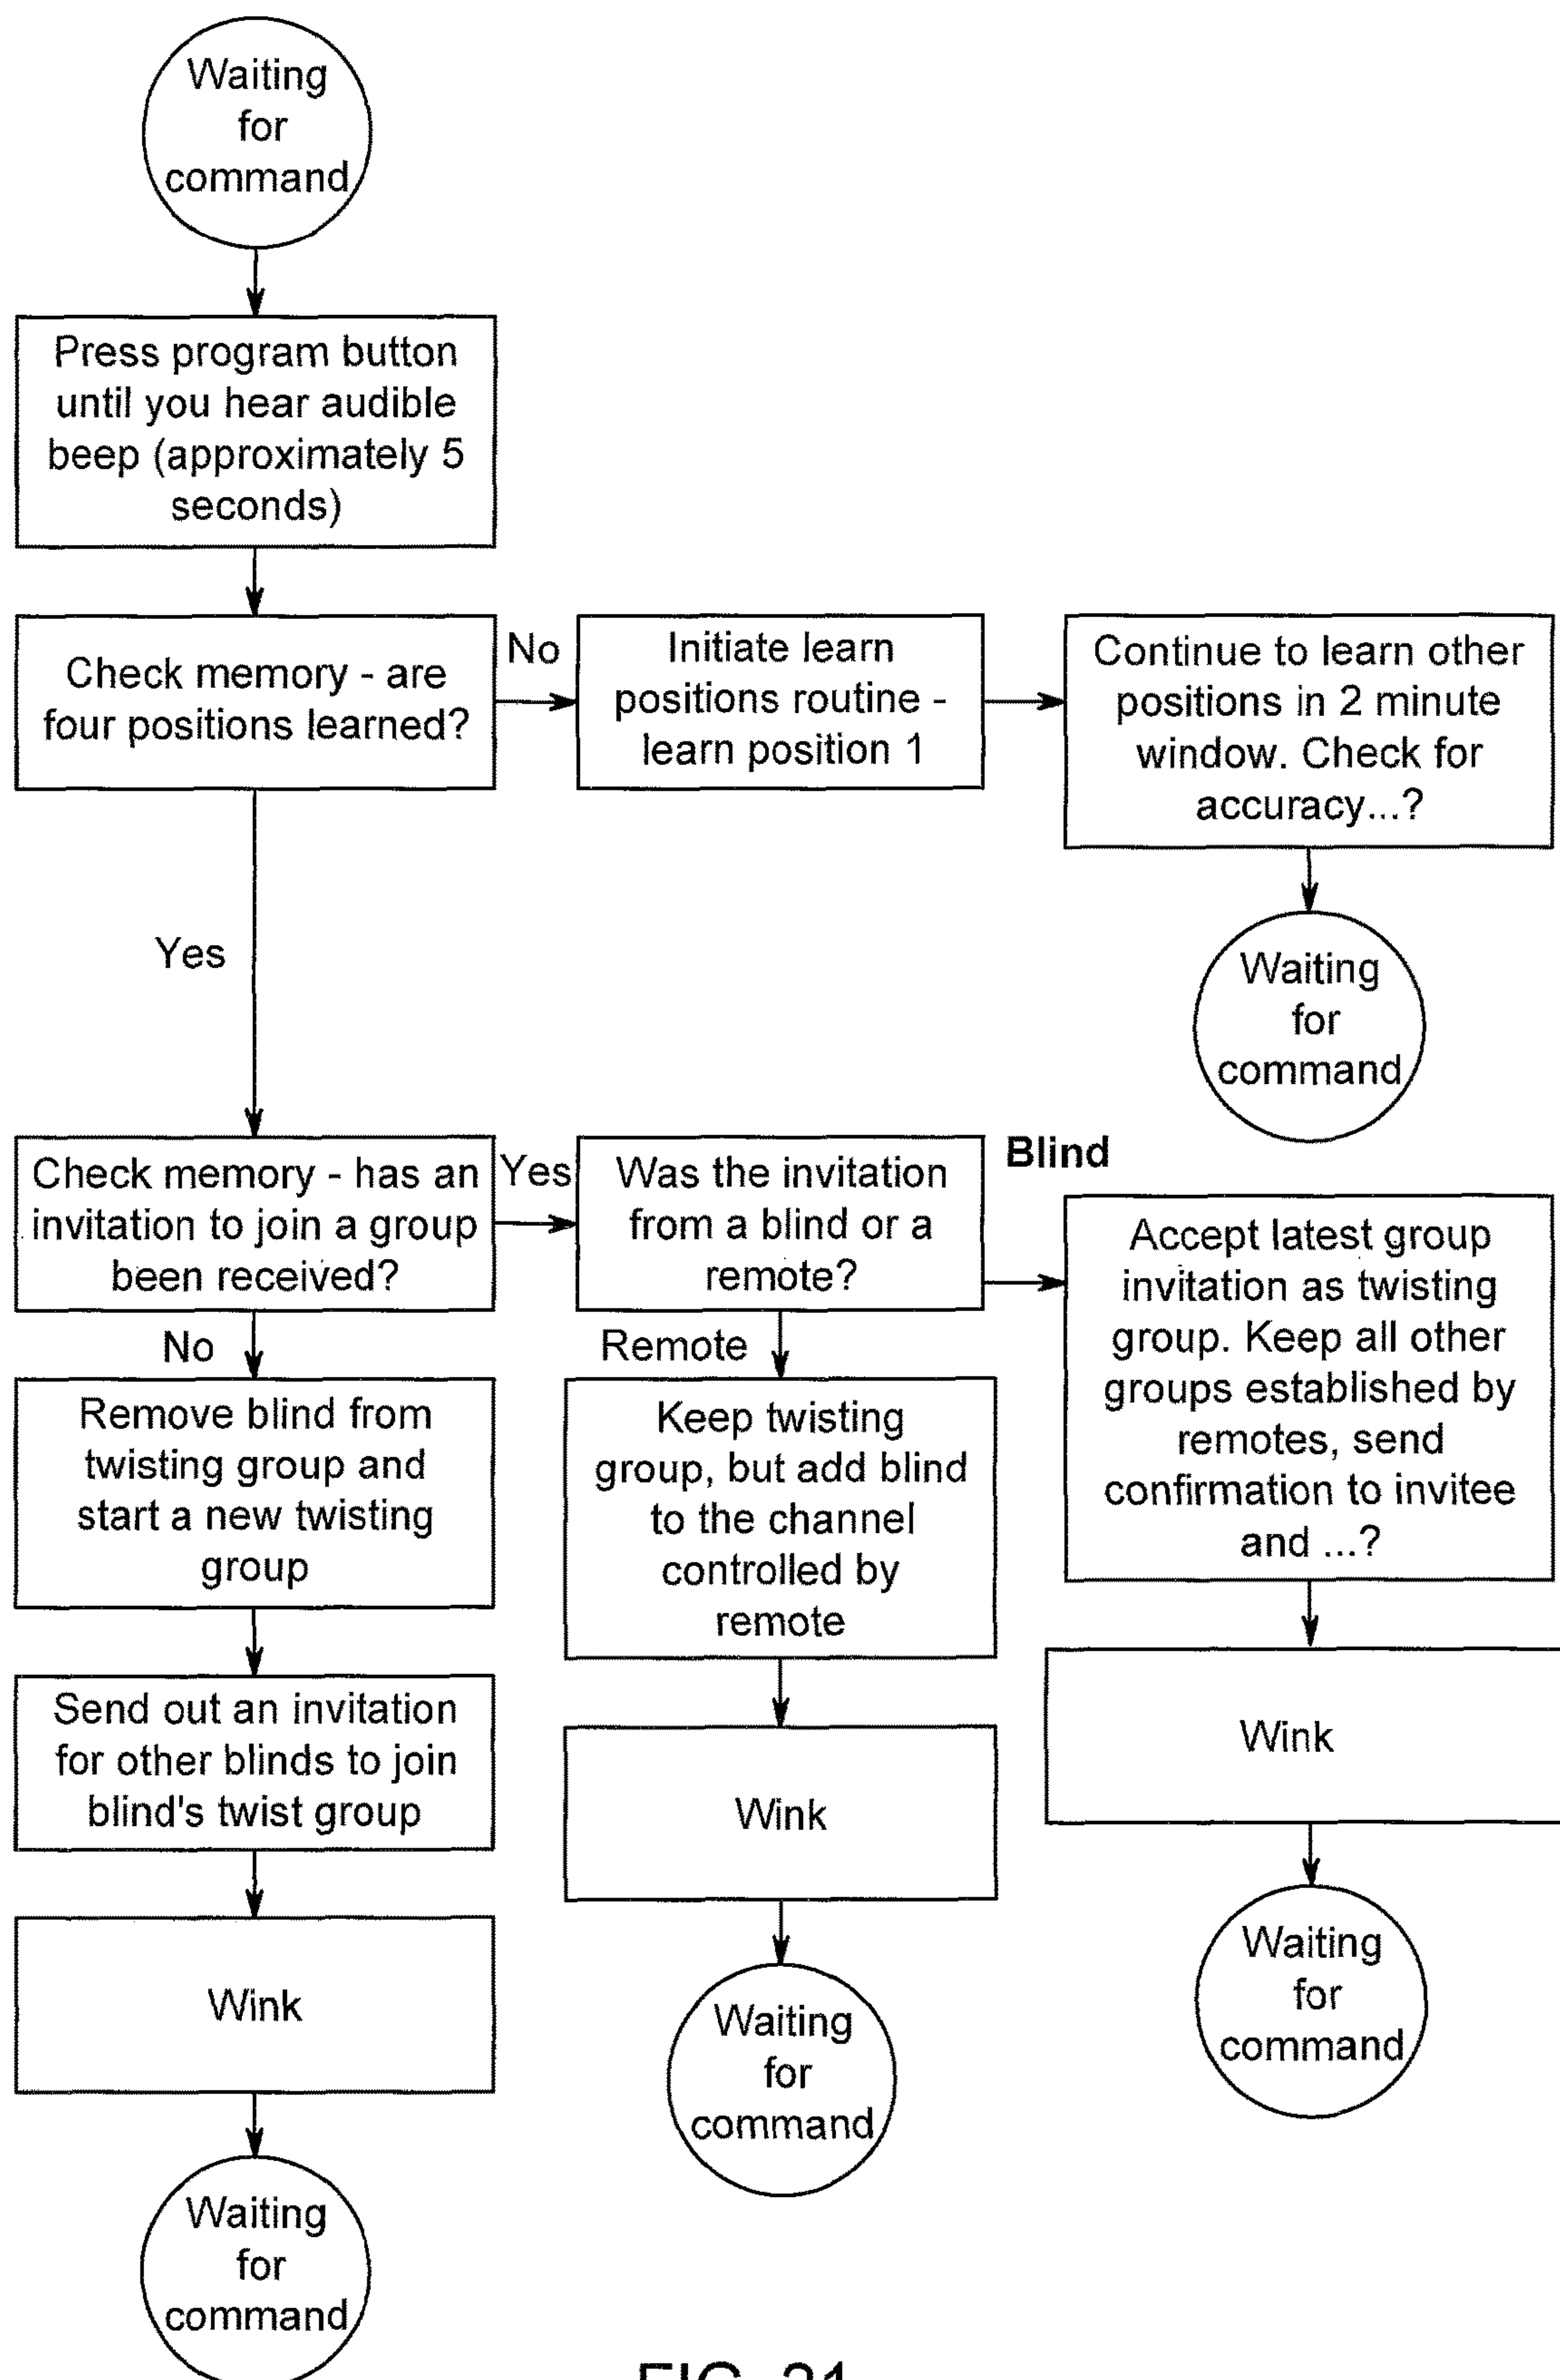 Waiting
for
command
Press program button
until you hear audible
beep (approximately 5
seconds)
Check memory - are
four positions learned?
No
Initiate learn
positions routine -
learn position 1
Continue to learn other
positions in 2 minute
window. Check for
accuracy...?
Waiting
for
command
Yes
Check memory - has an
invitation to join a group
been received?
Yes
Was the invitation
from a blind or a
remote?
Blind
Accept latest group
invitation as twisting
group. Keep all other
groups established by
remotes, send
confirmation to invitee
and ...?
Wink
Waiting
for
command
Remote
Keep twisting
group, but add blind
to the channel
controlled by
remote
Wink
Waiting
for
command
No
Remove blind from
twisting group and
start a new twisting
group
Send out an invitation
for other blinds to join
blind's twist group
Wink
Waiting
for
command
FIG. 21